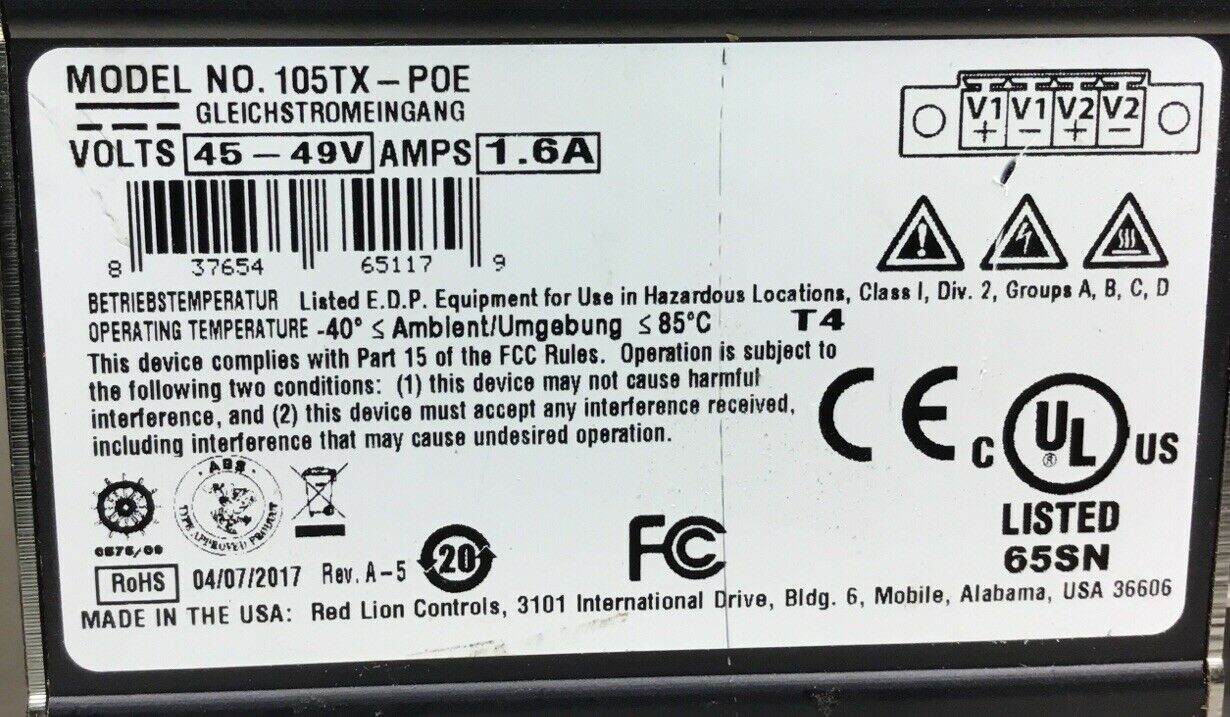 MODEL NO. 105TX-POE
GLEICHSTROMEINGANG
VOLTS 45-49V AMPS 1.6A
V1 V1 V2 V2
+ - + -
8 37654 65117 9
BETRIEBSTEMPERATUR Listed E.D.P. Equipment for Use in Hazardous Locations, Class I, Div. 2, Groups A, B, C, D
OPERATING TEMPERATURE -40° ≤ Ambient/Umgebung ≤ 85°C T4
This device complies with Part 15 of the FCC Rules. Operation is subject to
the following two conditions: (1) this device may not cause harmful
interference, and (2) this device must accept any interference received,
including interference that may cause undesired operation.
CE
C UL® US
LISTED
65SN
ABS
TYPE APPROVED PRODUCT
20
FC
RoHS 04/07/2017 Rev. A-5
MADE IN THE USA: Red Lion Controls, 3101 International Drive, Bldg. 6, Mobile, Alabama, USA 36606